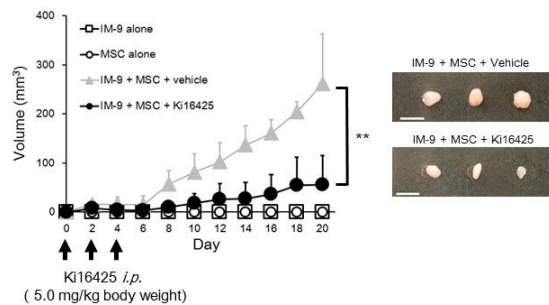 IM-9 alone
MSC alone
IM-9 + MSC + vehicle
IM-9 + MSC + Ki16425
Volume (mm³)
400
300
200
100
0
0 2 4 6 8 10 12 14 16 18 20
Day
**
Ki16425 i.p.
( 5.0 mg/kg body weight)
IM-9 + MSC + Vehicle
IM-9 + MSC + Ki16425